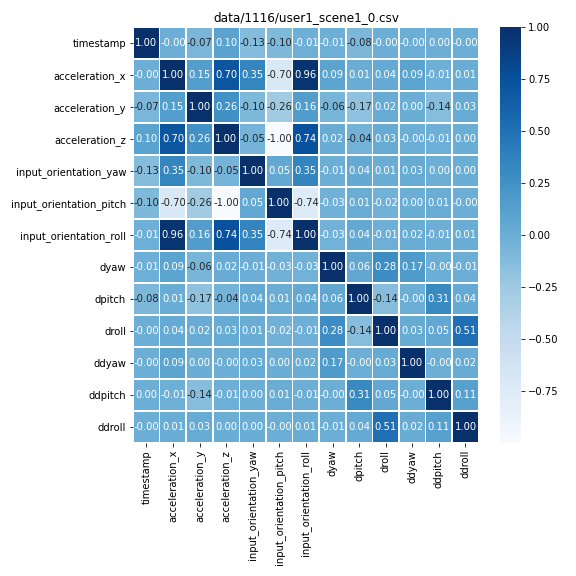 data/1116/user1_scene1_0.csv
timestamp 1.00 -0.00 -0.07 0.10 -0.13 -0.10 -0.01 -0.01 -0.08 -0.00 -0.00 0.00 -0.00
acceleration_x -0.00 1.00 0.15 0.70 0.35 -0.70 0.96 0.09 0.01 0.04 0.09 -0.01 0.01
acceleration_y -0.07 0.15 1.00 0.26 -0.10 -0.26 0.16 -0.06 -0.17 0.02 0.00 -0.14 0.03
acceleration_z 0.10 0.70 0.26 1.00 -0.05 -1.00 0.74 0.02 -0.04 0.03 -0.00 -0.01 0.00
input_orientation_yaw -0.13 0.35 -0.10 -0.05 1.00 0.05 0.35 -0.01 0.04 0.01 0.03 0.00 0.00
input_orientation_pitch -0.10 -0.70 -0.26 -1.00 0.05 1.00 -0.74 -0.03 0.01 -0.02 0.00 0.01 -0.00
input_orientation_roll -0.01 0.96 0.16 0.74 0.35 -0.74 1.00 -0.03 0.04 -0.01 0.02 -0.01 0.01
dyaw -0.01 0.09 -0.06 0.02 -0.01 -0.03 -0.03 1.00 0.06 0.28 0.17 -0.00 -0.01
dpitch -0.08 0.01 -0.17 -0.04 0.04 0.01 0.04 0.06 1.00 -0.14 -0.00 0.31 0.04
droll -0.00 0.04 0.02 0.03 0.01 -0.02 -0.01 0.28 -0.14 1.00 0.03 0.05 0.51
ddyaw -0.00 0.09 0.00 -0.00 0.03 0.00 0.02 0.17 -0.00 0.03 1.00 -0.00 0.02
ddpitch 0.00 -0.01 -0.14 -0.01 0.00 0.01 -0.01 -0.00 0.31 0.05 -0.00 1.00 0.11
ddroll -0.00 0.01 0.03 0.00 0.00 -0.00 0.01 -0.01 0.04 0.51 0.02 0.11 1.00
timestamp
acceleration_x
acceleration_y
acceleration_z
input_orientation_yaw
input_orientation_pitch
input_orientation_roll
dyaw
dpitch
droll
ddyaw
ddpitch
ddroll
1.00
0.75
0.50
0.25
0.00
−0.25
−0.50
−0.75